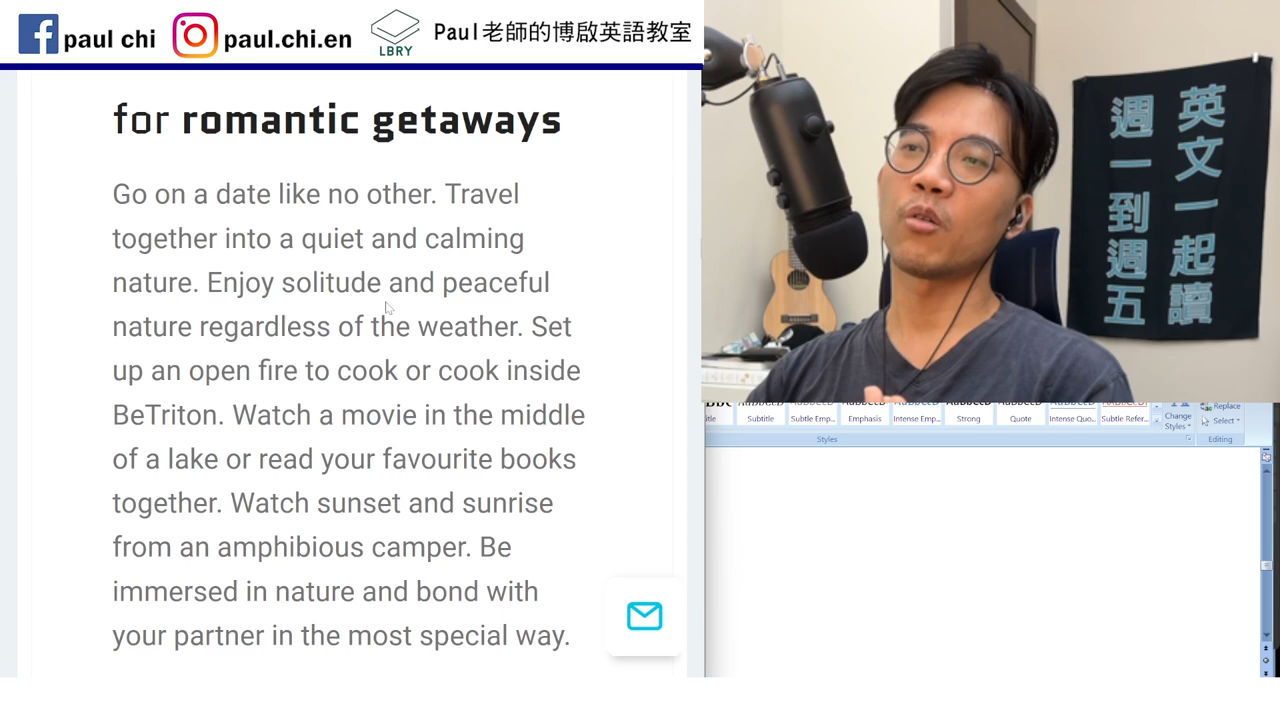 paul chi
paul.chi.en
LBRY
Paul老師的博啟英語教室
for romantic getaways
Go on a date like no other. Travel
together into a quiet and calming
nature. Enjoy solitude and peaceful
nature regardless of the weather. Set
up an open fire to cook or cook inside
BeTriton. Watch a movie in the middle
of a lake or read your favourite books
together. Watch sunset and sunrise
from an amphibious camper. Be
immersed in nature and bond with
your partner in the most special way.
英文一起讀
週一到週五
Subtitle
Subtle Emp...
Emphasis
Intense Emp...
Strong
Quote
Intense Quo...
Subtle Refer...
Change
Styles
Replace
Select
Styles
Editing